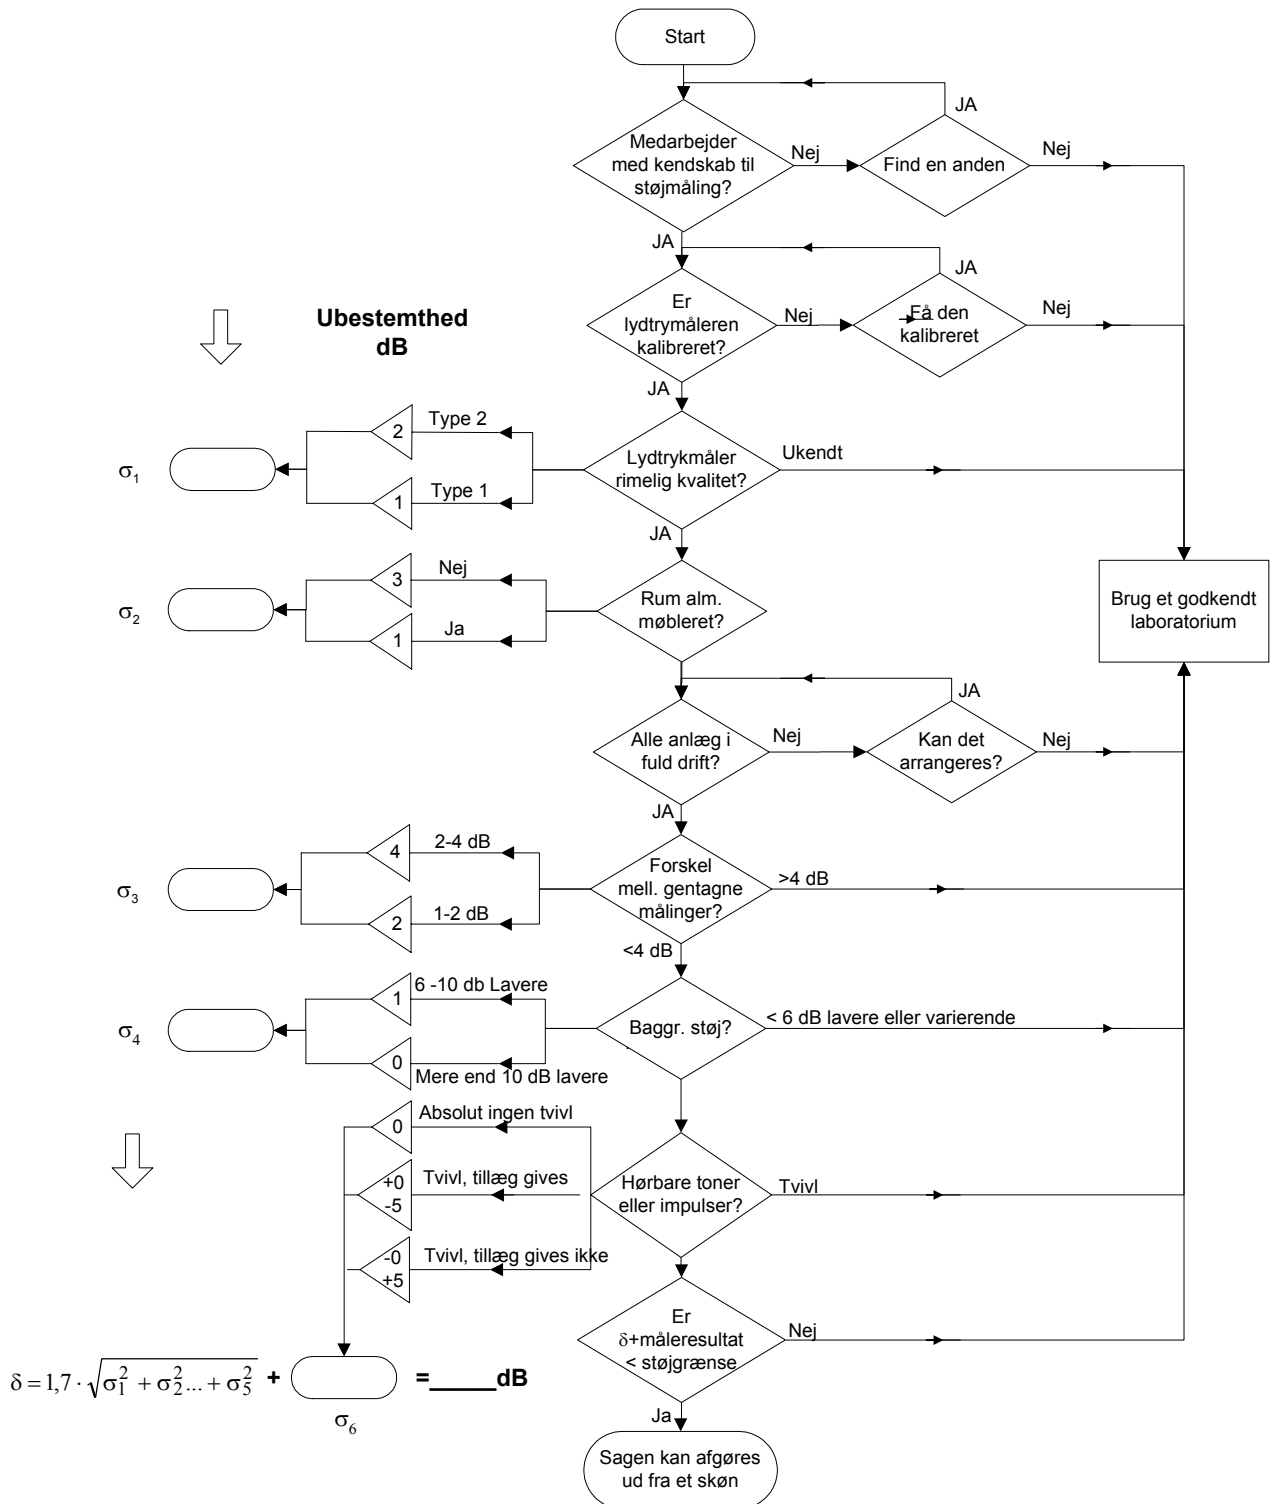 Start
JA
Medarbejder
med kendskab til
støjmåling?
Nej
Find en anden
Nej
JA
JA
Ubestemthed
dB
Er
lydtrymåleren
kalibreret?
Nej
Få den
kalibreret
Nej
JA
σ1
2
Type 2
1
Type 1
Lydtrykmåler
rimelig kvalitet?
Ukendt
JA
σ2
3
Nej
1
Ja
Rum alm.
møbleret?
Brug et godkendt
laboratorium
JA
Alle anlæg i
fuld drift?
Nej
Kan det
arrangeres?
Nej
JA
σ3
4
2-4 dB
2
1-2 dB
Forskel
mell. gentagne
målinger?
>4 dB
<4 dB
σ4
1
6 -10 db Lavere
0
Mere end 10 dB lavere
Baggr. støj?
< 6 dB lavere eller varierende
0
Absolut ingen tvivl
+0
-5
Tvivl, tillæg gives
-0
+5
Tvivl, tillæg gives ikke
Hørbare toner
eller impulser?
Tvivl
Er
δ+måleresultat
< støjgrænse
Nej
Ja
δ = 1,7 · √σ1² + σ2² ... + σ5² + =_____dB
σ6
Sagen kan afgøres
ud fra et skøn